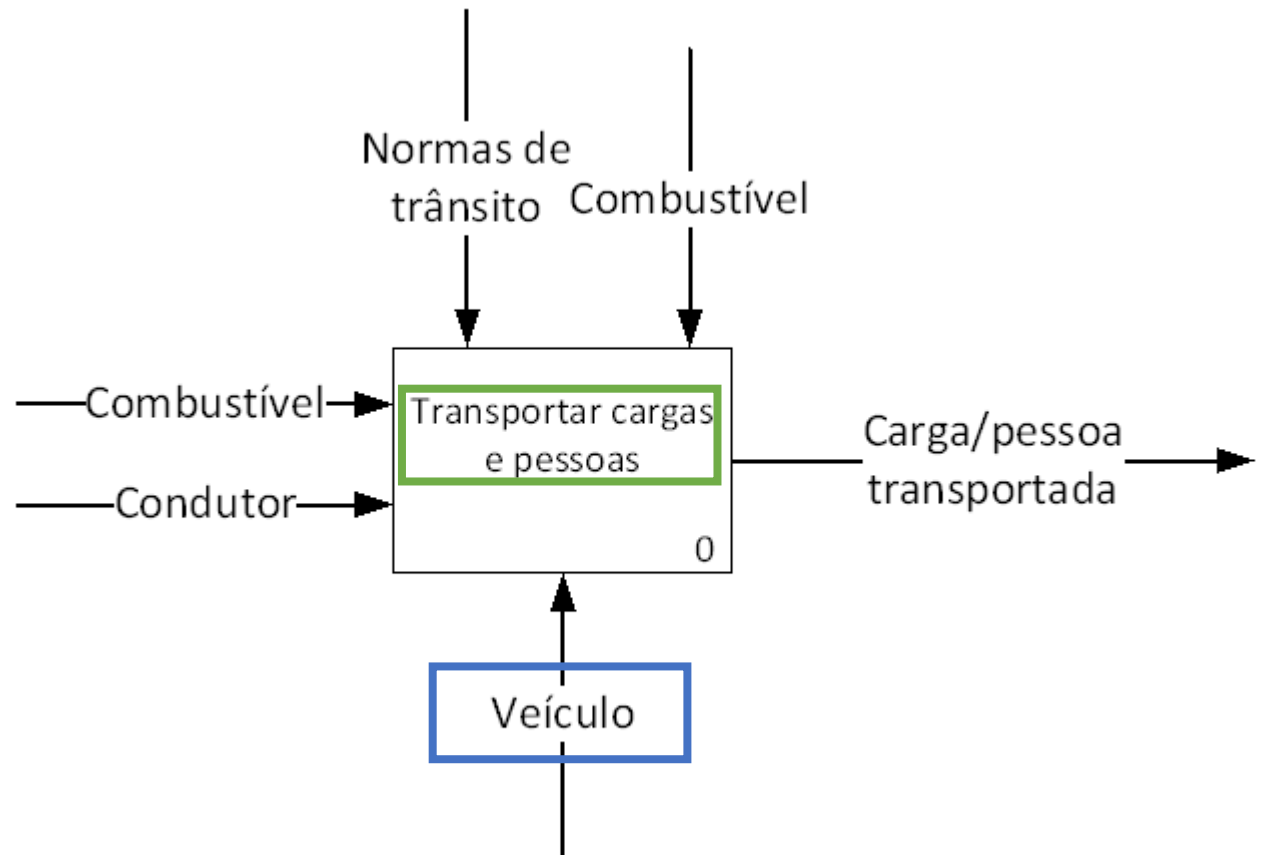 Normas de
trânsito
Combustível
Combustível
Condutor
Transportar cargas
e pessoas
0
Carga/pessoa
transportada
Veículo